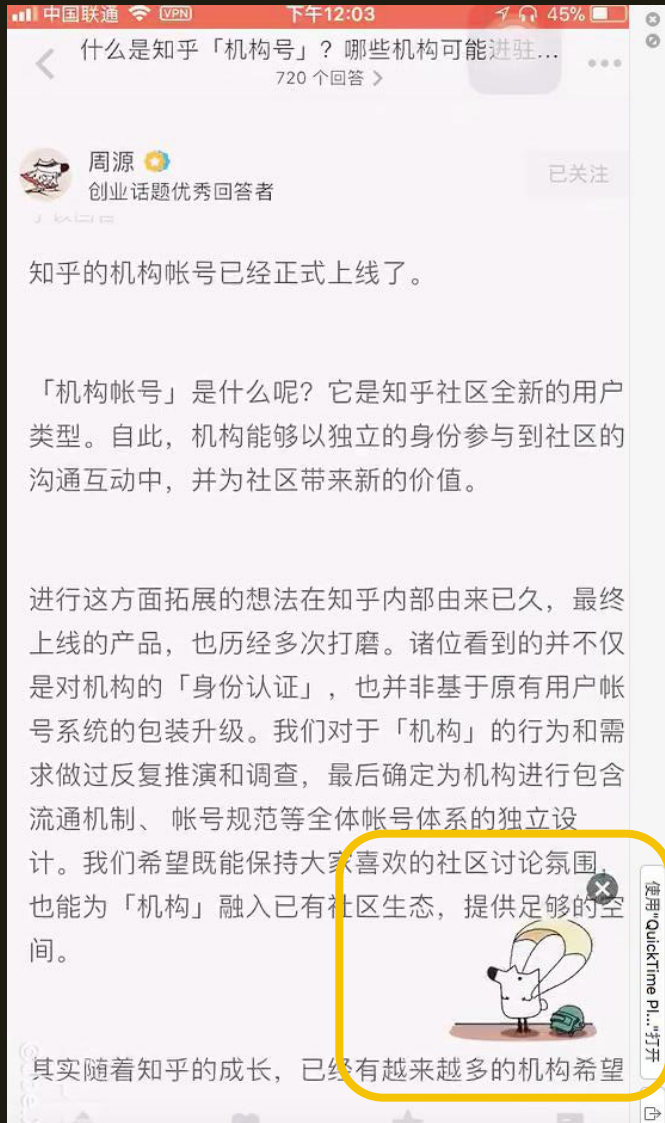 中国联通 VPN 下午12:03 45%
什么是知乎「机构号」？哪些机构可能进驻...
720 个回答
周源
创业话题优秀回答者
已关注
知乎的机构帐号已经正式上线了。
「机构帐号」是什么呢？它是知乎社区全新的用户
类型。自此，机构能够以独立的身份参与到社区的
沟通互动中，并为社区带来新的价值。
进行这方面拓展的想法在知乎内部由来已久，最终
上线的产品，也历经多次打磨。诸位看到的并不仅
是对机构的「身份认证」，也并非基于原有用户帐
号系统的包装升级。我们对于「机构」的行为和需
求做过反复推演和调查，最后确定为机构进行包含
流通机制、 帐号规范等全体帐号体系的独立设
计。我们希望既能保持大家喜欢的社区讨论氛围，
也能为「机构」融入已有社区生态，提供足够的空
间。
其实随着知乎的成长，已经有越来越多的机构希望
使用"QuickTime Pl..."打开